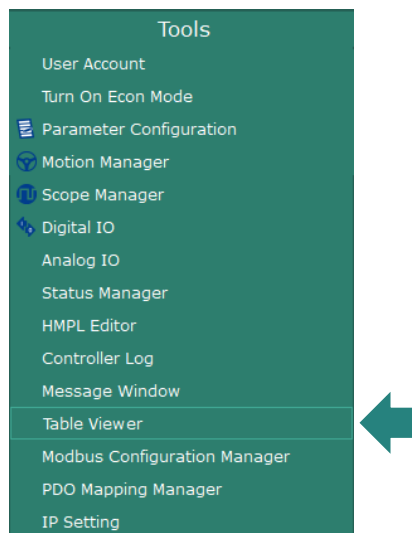 Tools
User Account
Turn On Econ Mode
Parameter Configuration
Motion Manager
Scope Manager
Digital IO
Analog IO
Status Manager
HMPL Editor
Controller Log
Message Window
Table Viewer
Modbus Configuration Manager
PDO Mapping Manager
IP Setting